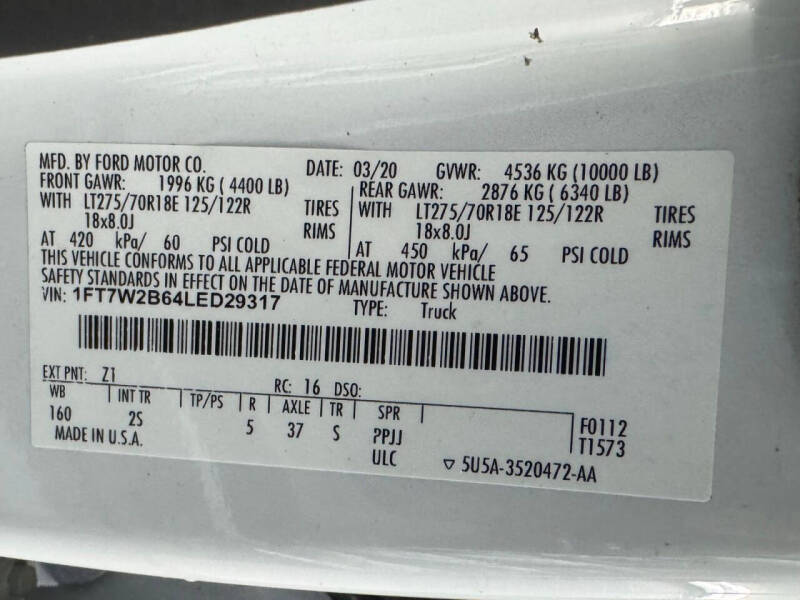 MFD. BY FORD MOTOR CO. DATE: 03/20 GVWR: 4536 KG (10000 LB)
FRONT GAWR: 1996 KG ( 4400 LB) REAR GAWR: 2876 KG ( 6340 LB)
WITH LT275/70R18E 125/122R TIRES WITH LT275/70R18E 125/122R TIRES
18x8.0J RIMS 18x8.0J RIMS
AT 420 kPa/ 60 PSI COLD AT 450 kPa/ 65 PSI COLD
THIS VEHICLE CONFORMS TO ALL APPLICABLE FEDERAL MOTOR VEHICLE
SAFETY STANDARDS IN EFFECT ON THE DATE OF MANUFACTURE SHOWN ABOVE.
VIN: 1FT7W2B64LED29317 TYPE: Truck
EXT PNT: Z1 RC: 16 DSO:
WB INT TR TP/PS R AXLE TR SPR
160 2S 5 37 S PPJJ F0112
MADE IN U.S.A. ULC T1573
5U5A-3520472-AA